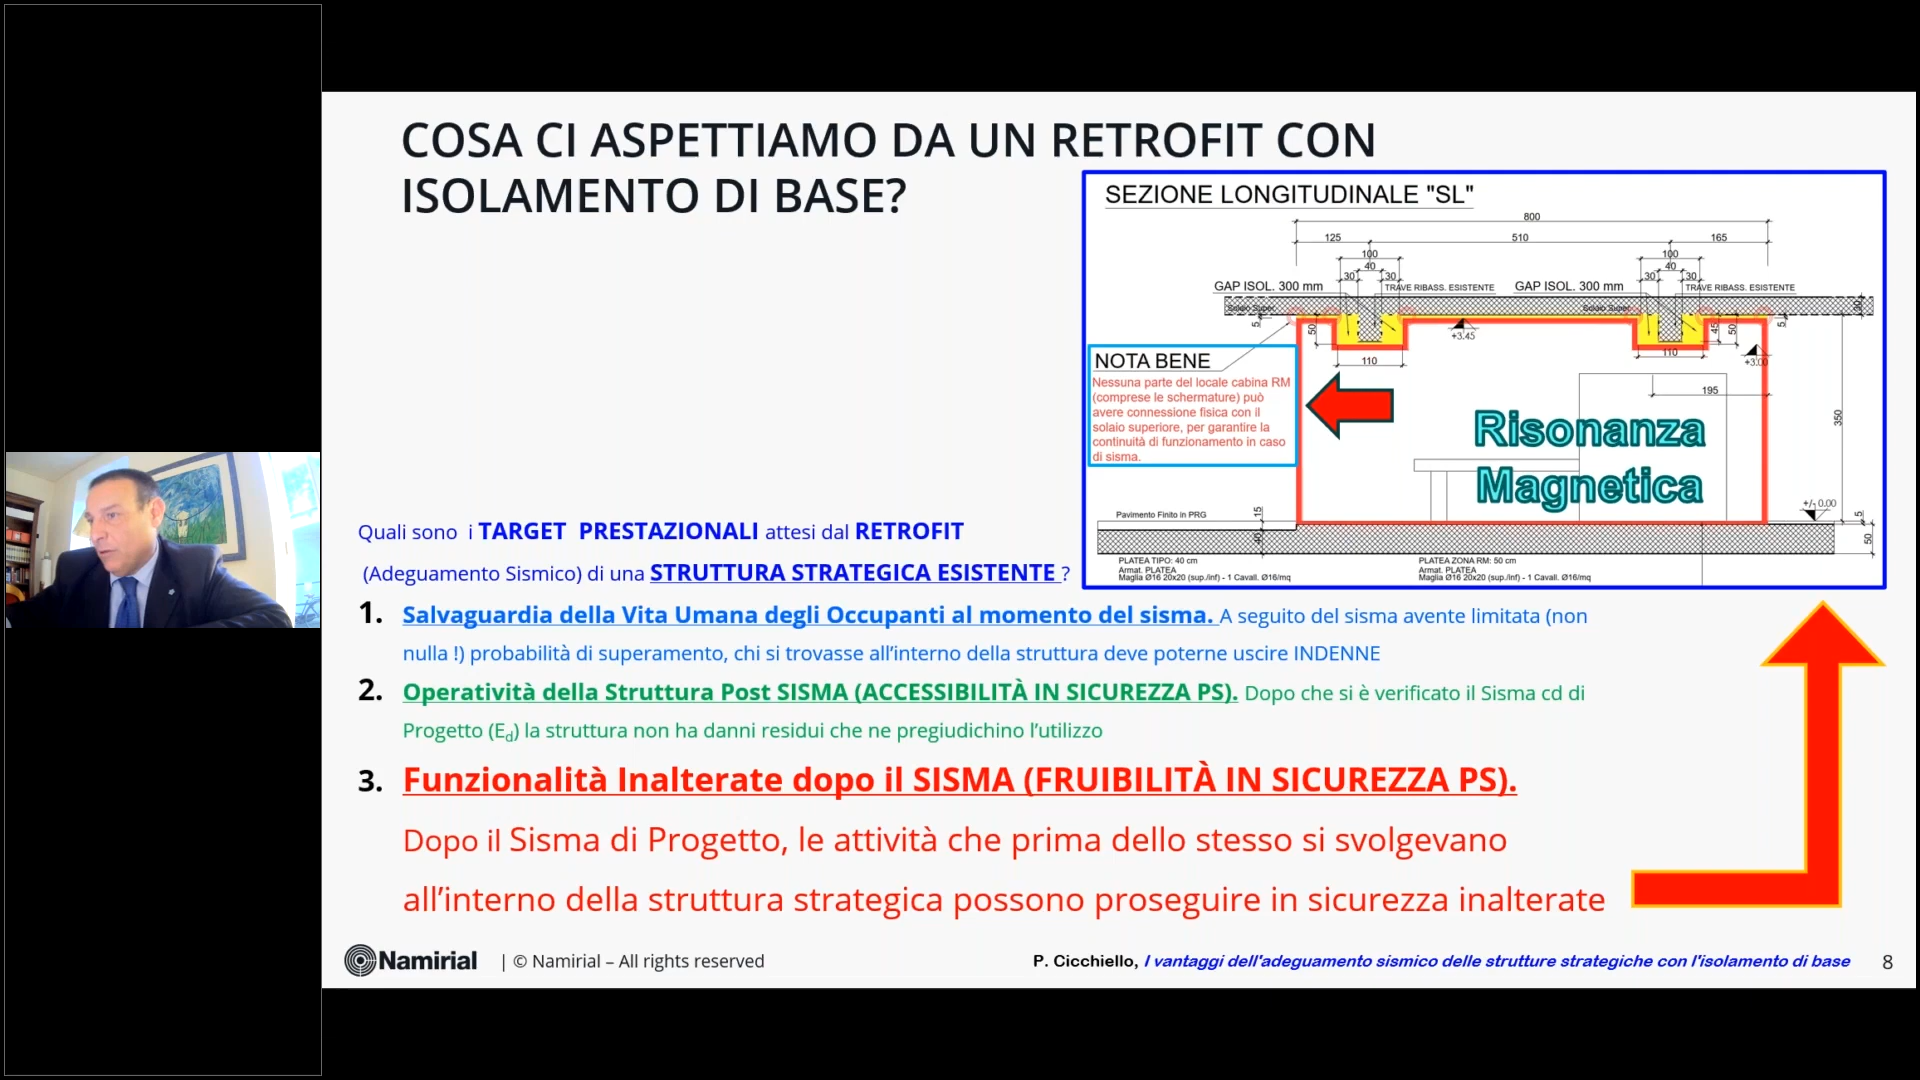 COSA CI ASPETTIAMO DA UN RETROFIT CON
ISOLAMENTO DI BASE?
SEZIONE LONGITUDINALE "SL"
800
125 510 165
100 100
40 40
30 30 30 30
GAP ISOL. 300 mm TRAVE RIBASS. ESISTENTE GAP ISOL. 300 mm TRAVE RIBASS. ESISTENTE
Solaio Super. Solaio Super.
30
5 50 45 50 5
+3.45
110 110
+3.00
NOTA BENE
Nessuna parte del locale cabina RM
(comprese le schermature) può
avere connessione fisica con il
solaio superiore, per garantire la
continuità di funzionamento in caso
di sisma.
195
350
Risonanza
Magnetica
+/- 0.00
Pavimento Finito in PRG
15
40
5
50
PLATEA TIPO: 40 cm
Armat. PLATEA
Maglia Ø16 20x20 (sup./inf) - 1 Cavall. Ø16/mq
PLATEA ZONA RM: 50 cm
Armat. PLATEA
Maglia Ø16 20x20 (sup./inf) - 1 Cavall. Ø16/mq
Quali sono i TARGET PRESTAZIONALI attesi dal RETROFIT
(Adeguamento Sismico) di una STRUTTURA STRATEGICA ESISTENTE ?
1. Salvaguardia della Vita Umana degli Occupanti al momento del sisma. A seguito del sisma avente limitata (non
nulla !) probabilità di superamento, chi si trovasse all’interno della struttura deve poterne uscire INDENNE
2. Operatività della Struttura Post SISMA (ACCESSIBILITÀ IN SICUREZZA PS). Dopo che si è verificato il Sisma cd di
Progetto (Ed) la struttura non ha danni residui che ne pregiudichino l’utilizzo
3. Funzionalità Inalterate dopo il SISMA (FRUIBILITÀ IN SICUREZZA PS).
Dopo il Sisma di Progetto, le attività che prima dello stesso si svolgevano
all’interno della struttura strategica possono proseguire in sicurezza inalterate
Namirial | © Namirial – All rights reserved
P. Cicchiello, I vantaggi dell'adeguamento sismico delle strutture strategiche con l'isolamento di base 8